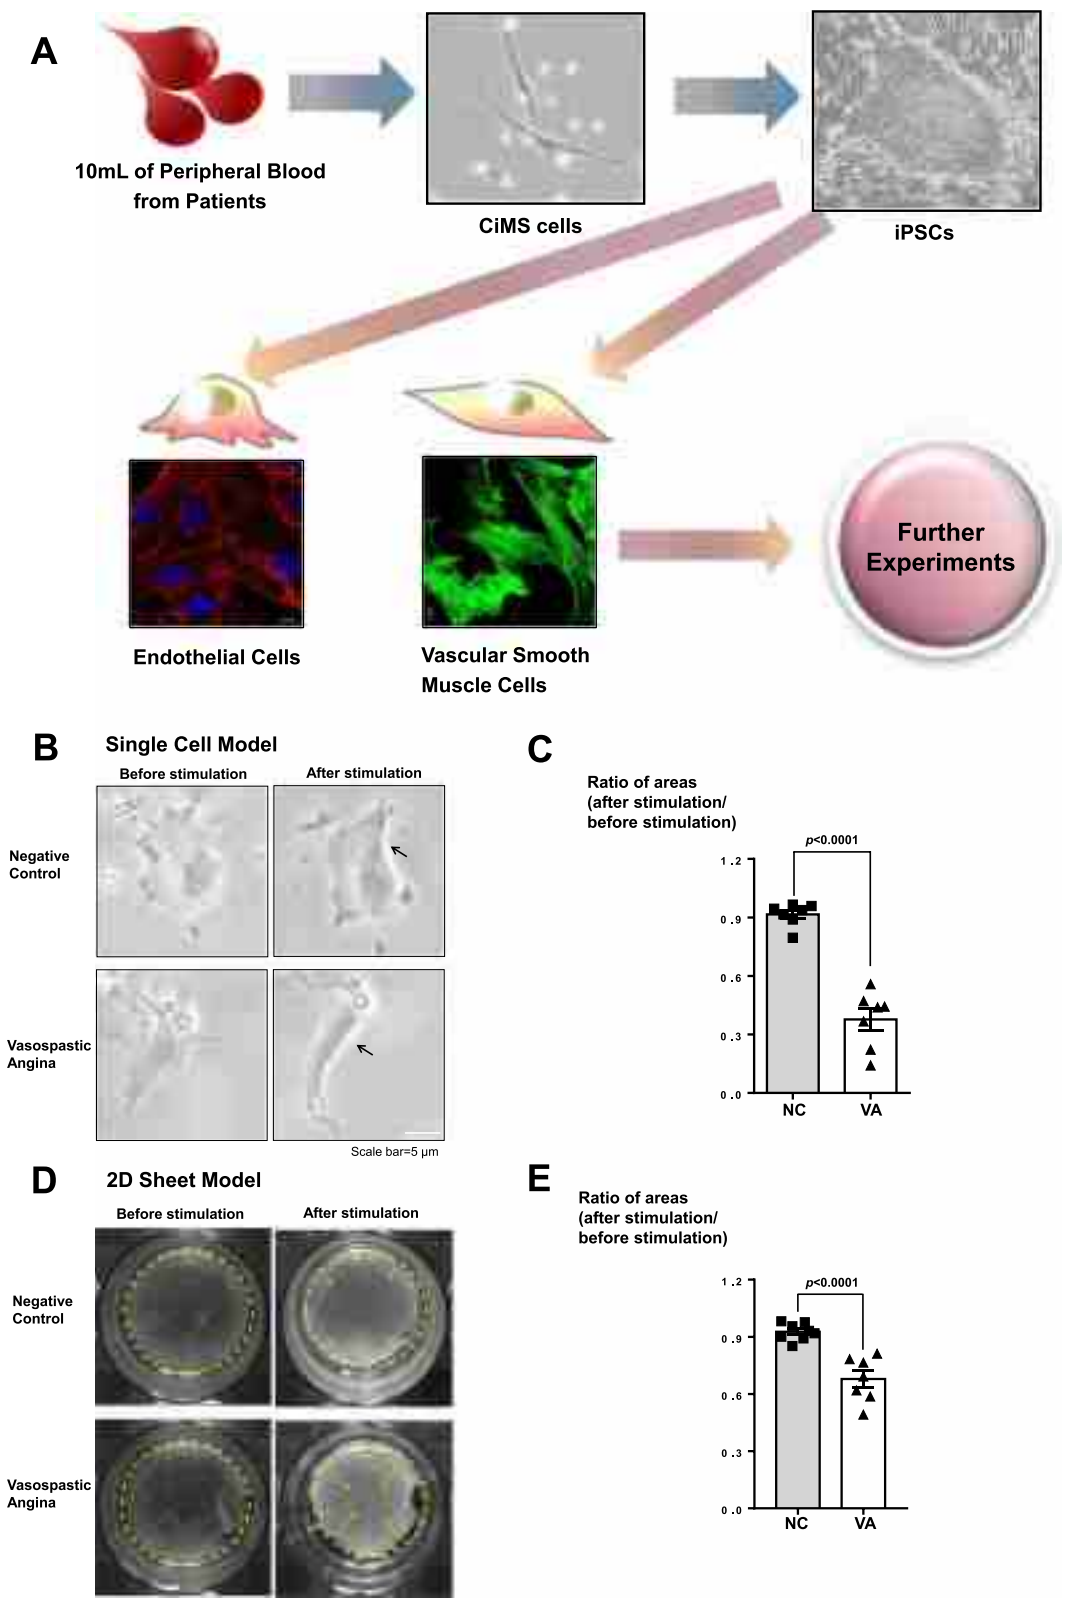 A
10mL of Peripheral Blood
from Patients
CiMS cells
iPSCs
Further
Experiments
Endothelial Cells
Vascular Smooth
Muscle Cells
B
Single Cell Model
Before stimulation
After stimulation
Negative
Control
Vasospastic
Angina
Scale bar=5 µm
C
Ratio of areas
(after stimulation/
before stimulation)
p<0.0001
1.2
0.9
0.6
0.3
0.0
NC
VA
D
2D Sheet Model
Before stimulation
After stimulation
Negative
Control
Vasospastic
Angina
E
Ratio of areas
(after stimulation/
before stimulation)
p<0.0001
1.2
0.9
0.6
0.3
0.0
NC
VA